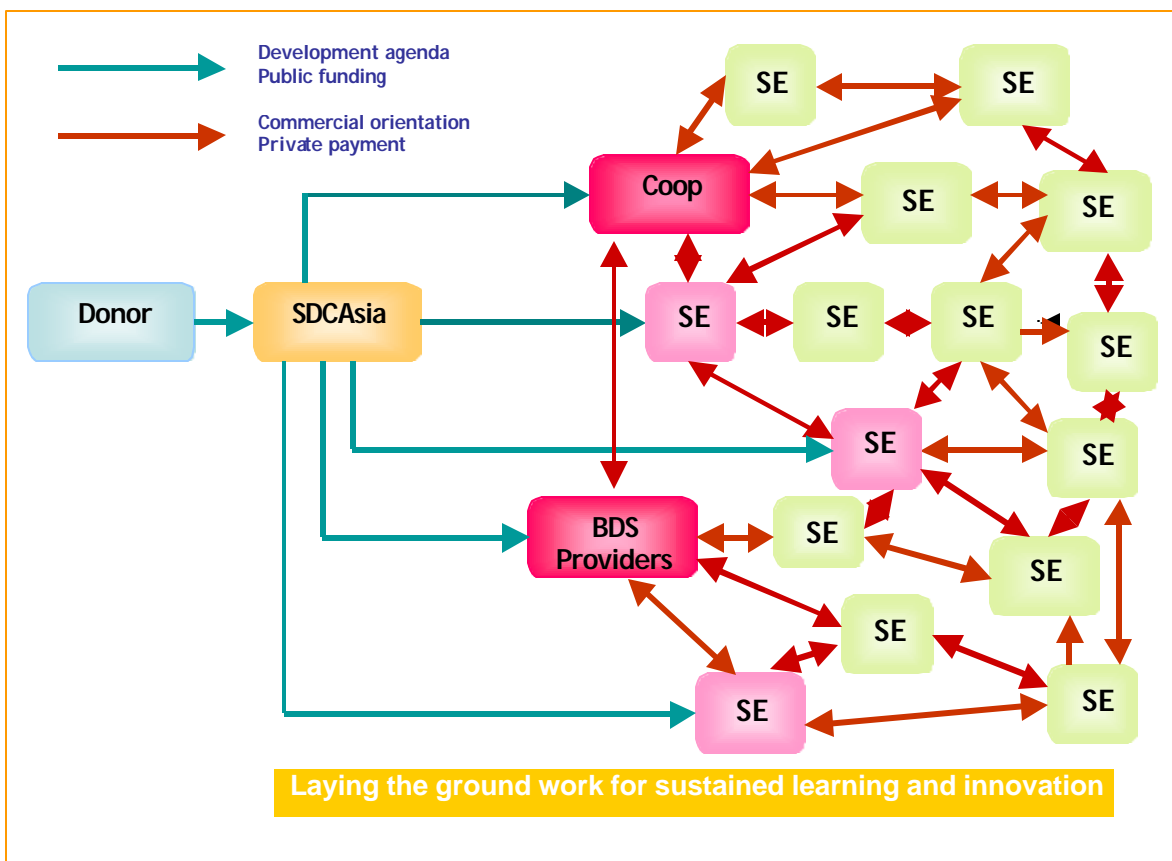 Development agenda
Public funding
Commercial orientation
Private payment
SE
SE
Coop
SE
SE
Donor
SDCAsia
SE
SE
SE
SE
SE
SE
BDS
Providers
SE
SE
SE
SE
SE
Laying the ground work for sustained learning and innovation